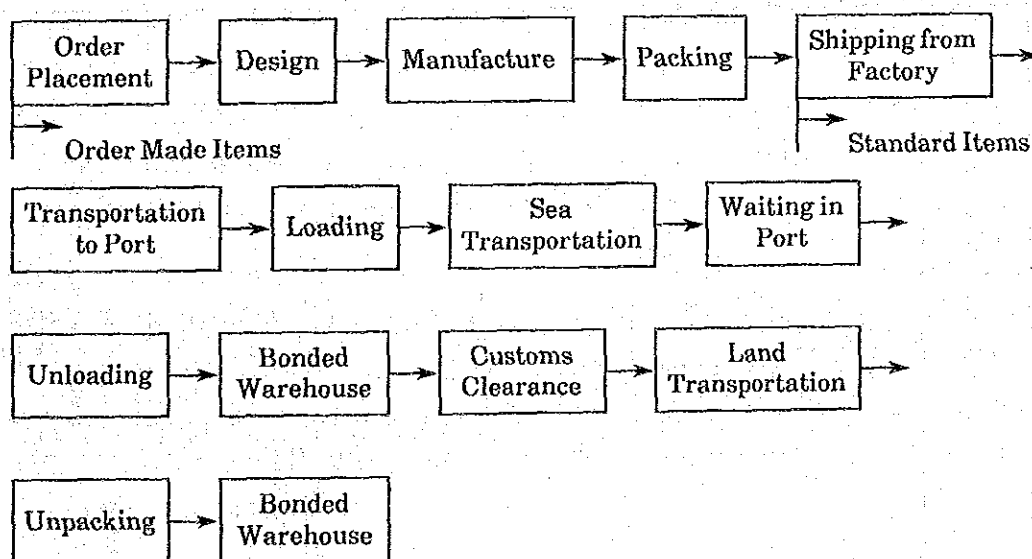 Order
Placement
Design
Manufacture
Packing
Shipping from
Factory
Order Made Items
Standard Items
Transportation
to Port
Loading
Sea
Transportation
Waiting in
Port
Unloading
Bonded
Warehouse
Customs
Clearance
Land
Transportation
Unpacking
Bonded
Warehouse